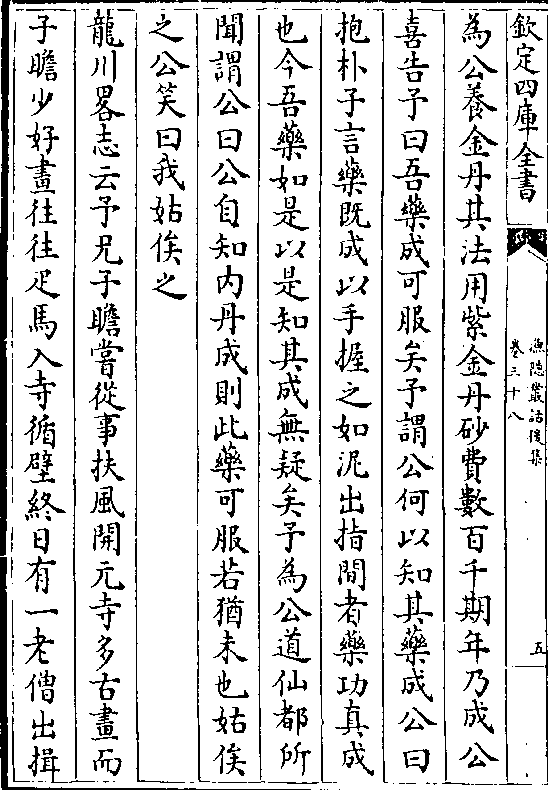 欽定四庫全書
漁隐叢話後集
卷三十八
五
為公養金丹其法用紫金丹砂費數百千期年乃成公
喜告予曰吾藥成可服矣予謂公何以知其藥成公曰
抱朴子言藥既成以手握之如泥出指間者藥功真成
也今吾藥如是以是知其成無疑矣予為公道仙都所
聞謂公曰公自知内丹成則此藥可服若猶未也姑俟
之公笑曰我姑俟之
龍川畧志云予兄子瞻嘗從事扶風開元寺多古畫而
子瞻少好畫往往疋馬入寺循壁終日有一老僧出揖